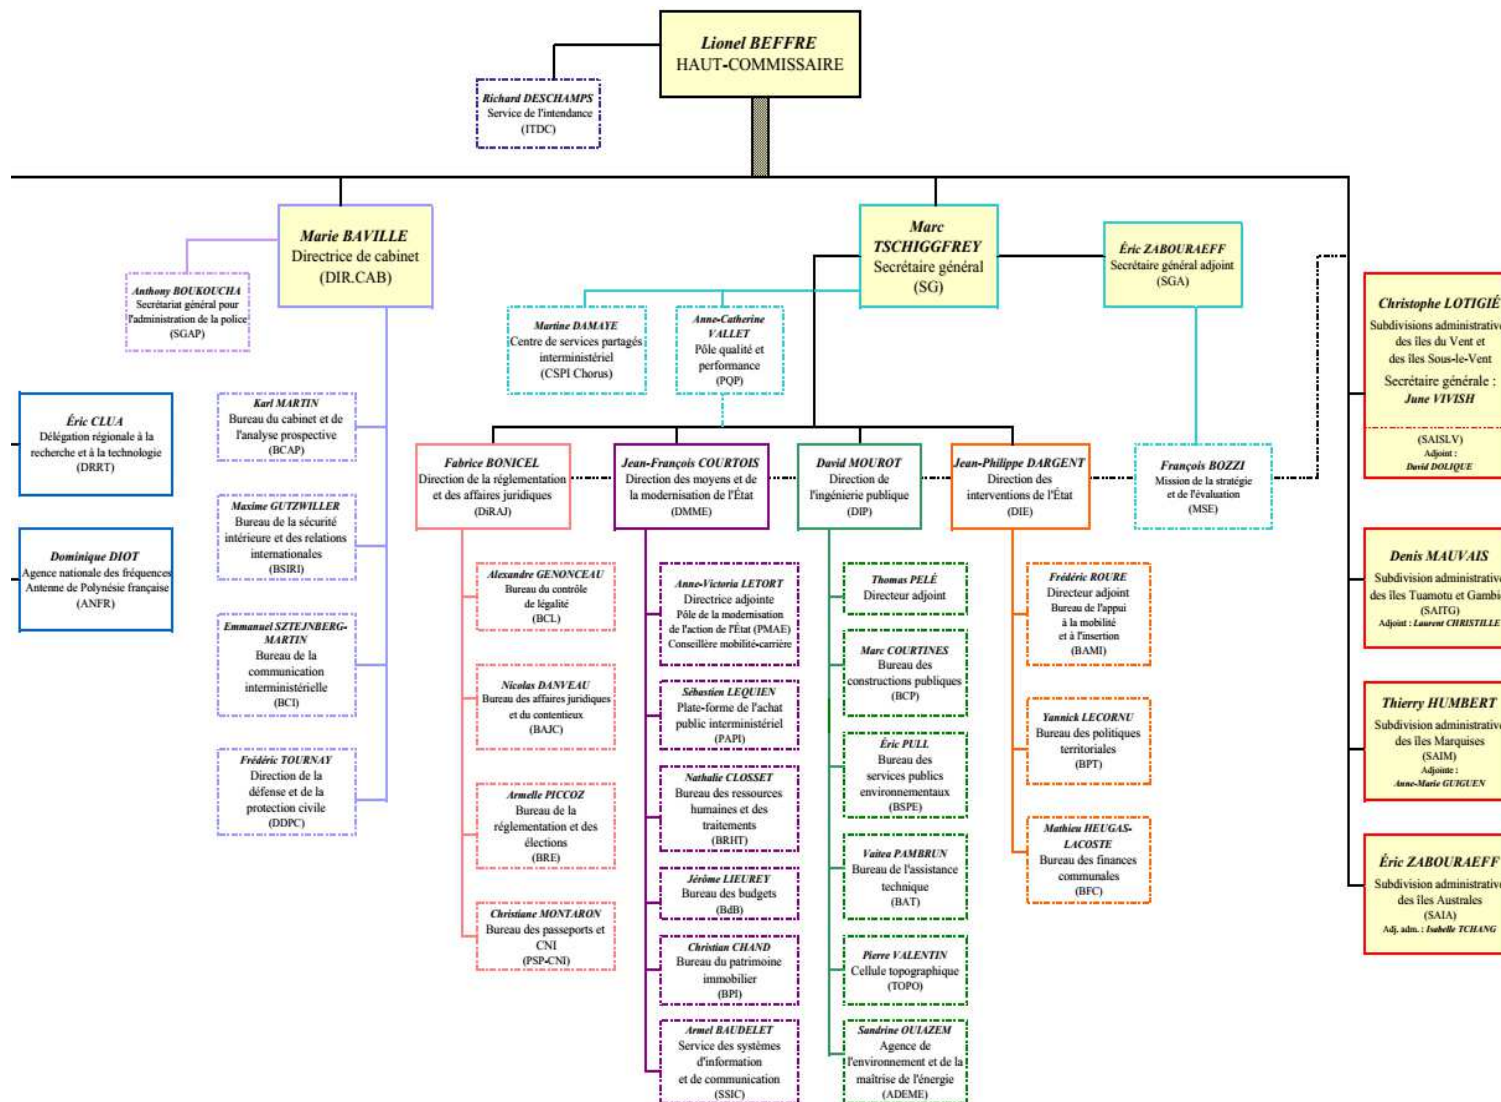 Lionel BEFFRE
HAUT-COMMISSAIRE
Richard DESCHAMPS
Service de l'intendance
(ITDC)
Marie BAVILLE
Directrice de cabinet
(DIR.CAB)
Marc
TSCHIGGFREY
Secrétaire général
(SG)
Éric ZABOURAEFF
Secrétaire général adjoint
(SGA)
Anthony BOUKOUCHA
Secrétariat général pour
l'administration de la police
(SGAP)
Martine DAMAYE
Centre de services partagés
interministériel
(CSPI Chorus)
Anne-Catherine
VALLET
Pôle qualité et
performance
(PQP)
Christophe LOTIGIÉ
Subdivisions administrative
des îles du Vent et
des îles Sous-le-Vent
Secrétaire générale :
June VIVISH
(SAISLV)
Adjoint :
David DOLIQUE
Éric CLUA
Délégation régionale à la
recherche et à la technologie
(DRRT)
Karl MARTIN
Bureau du cabinet et de
l'analyse prospective
(BCAP)
Fabrice BONICEL
Direction de la réglementation
et des affaires juridiques
(DiRAJ)
Jean-François COURTOIS
Direction des moyens et de
la modernisation de l'État
(DMME)
David MOUROT
Direction de
l'ingénierie publique
(DIP)
Jean-Philippe DARGENT
Direction des
interventions de l'État
(DIE)
François BOZZI
Mission de la stratégie
et de l'évaluation
(MSE)
Dominique DIOT
Agence nationale des fréquences
Antenne de Polynésie française
(ANFR)
Maxime GUTZWILLER
Bureau de la sécurité
intérieure et des relations
internationales
(BSIRI)
Emmanuel SZTEJNBERG-
MARTIN
Bureau de la
communication
interministérielle
(BCI)
Frédéric TOURNAY
Direction de la
défense et de la
protection civile
(DDPC)
Alexandre GENONCEAU
Bureau du contrôle
de légalité
(BCL)
Nicolas DANVEAU
Bureau des affaires juridiques
et du contentieux
(BAJC)
Armelle PICCOZ
Bureau de la
réglementation et des
élections
(BRE)
Christiane MONTARON
Bureau des passeports et
CNI
(PSP-CNI)
Anne-Victoria LETORT
Directrice adjointe
Pôle de la modernisation
de l'action de l'État (PMAE)
Conseillère mobilité-carrière
Sébastien LEQUIEN
Plate-forme de l'achat
public interministériel
(PAPI)
Nathalie CLOSSET
Bureau des ressources
humaines et des
traitements
(BRHT)
Jérôme LIEUREY
Bureau des budgets
(BdB)
Christian CHAND
Bureau du patrimoine
immobilier
(BPI)
Armel BAUDELET
Service des systèmes
d'information
et de communication
(SSIC)
Thomas PELÉ
Directeur adjoint
Marc COURTINES
Bureau des
constructions publiques
(BCP)
Éric PULL
Bureau des
services publics
environnementaux
(BSPE)
Vaitea PAMBRUN
Bureau de l'assistance
technique
(BAT)
Pierre VALENTIN
Cellule topographique
(TOPO)
Sandrine OUIAZEM
Agence de
l'environnement et de la
maîtrise de l'énergie
(ADEME)
Frédéric ROURE
Directeur adjoint
Bureau de l'appui
à la mobilité
et à l'insertion
(BAMI)
Yannick LECORNU
Bureau des politiques
territoriales
(BPT)
Mathieu HEUGAS-
LACOSTE
Bureau des finances
communales
(BFC)
Denis MAUVAIS
Subdivision administrative
des îles Tuamotu et Gambie
(SAITG)
Adjoint : Laurent CHRISTILLE
Thierry HUMBERT
Subdivision administrative
des îles Marquises
(SAIM)
Adjointe :
Anne-Marie GUIGUEN
Éric ZABOURAEFF
Subdivision administrative
des îles Australes
(SAIA)
Adj. adm. : Isabelle TCHANG